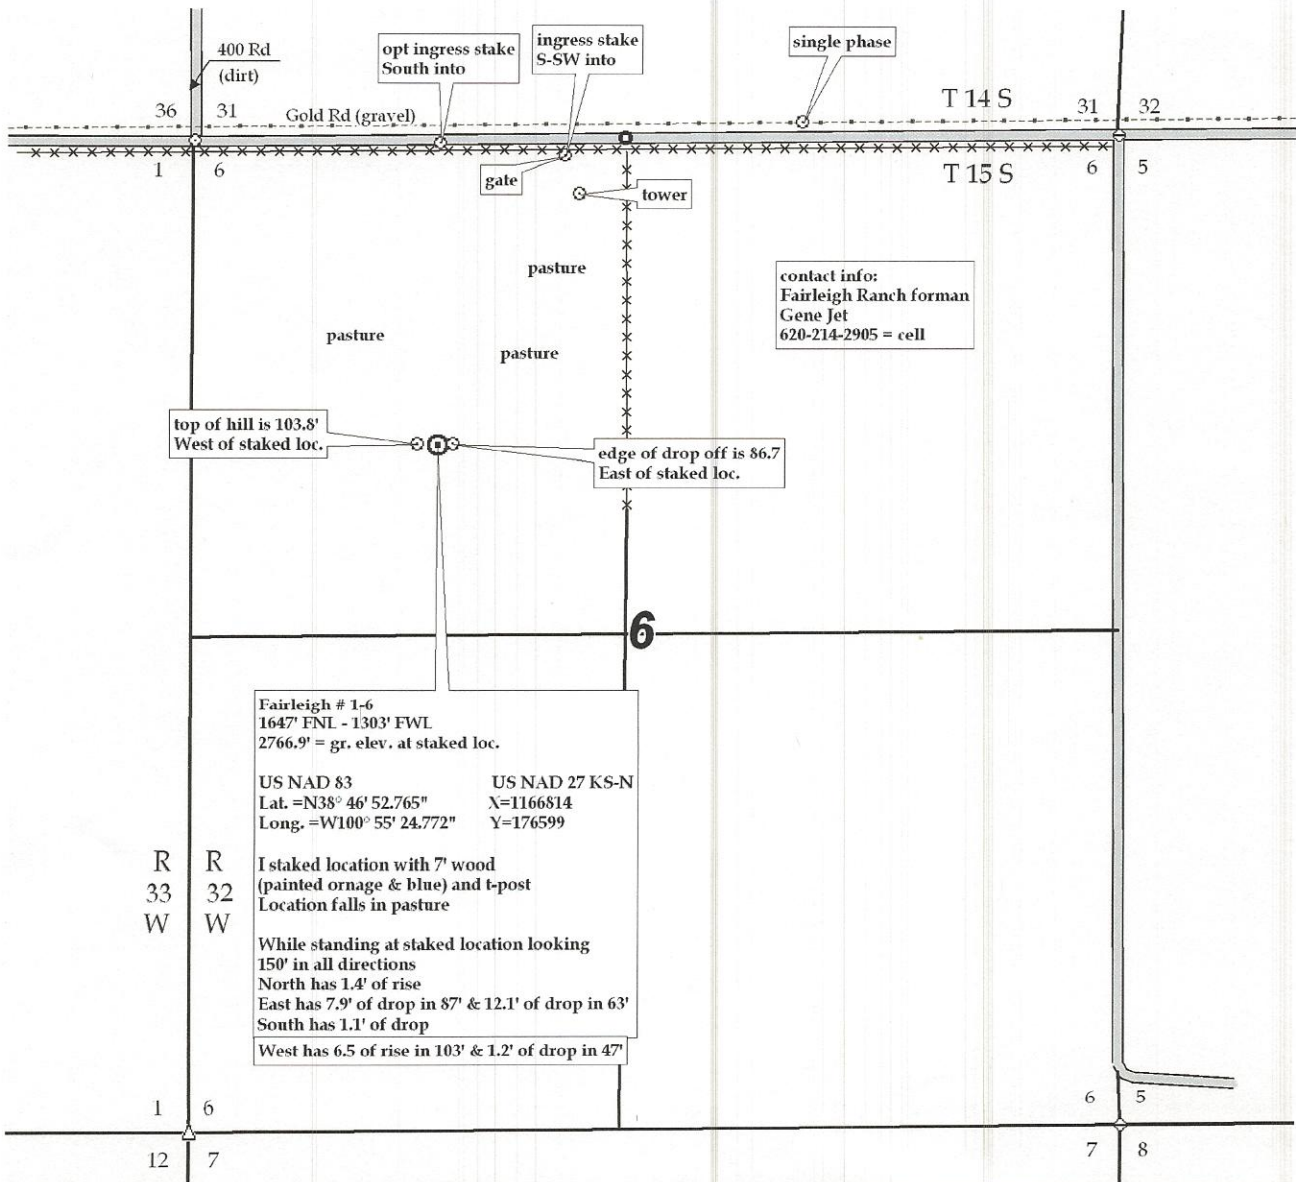 400 Rd
(dirt)
opt ingress stake
South into
ingress stake
S-SW into
single phase
36
31
Gold Rd (gravel)
T 14 S
31
32
1
6
gate
tower
T 15 S
6
5
pasture
contact info:
Fairleigh Ranch forman
Gene Jet
620-214-2905 = cell
pasture
pasture
top of hill is 103.8'
West of staked loc.
edge of drop off is 86.7
East of staked loc.
6
Fairleigh # 1-6
1647' FNL - 1303' FWL
2766.9' = gr. elev. at staked loc.
US NAD 83 US NAD 27 KS-N
Lat. =N38° 46' 52.765" X=1166814
Long. =W100° 55' 24.772" Y=176599
I staked location with 7' wood
(painted ornage & blue) and t-post
Location falls in pasture
While standing at staked location looking
150' in all directions
North has 1.4' of rise
East has 7.9' of drop in 87' & 12.1' of drop in 63'
South has 1.1' of drop
West has 6.5 of rise in 103' & 1.2' of drop in 47'
R
33
W
R
32
W
1
6
6
5
12
7
7
8